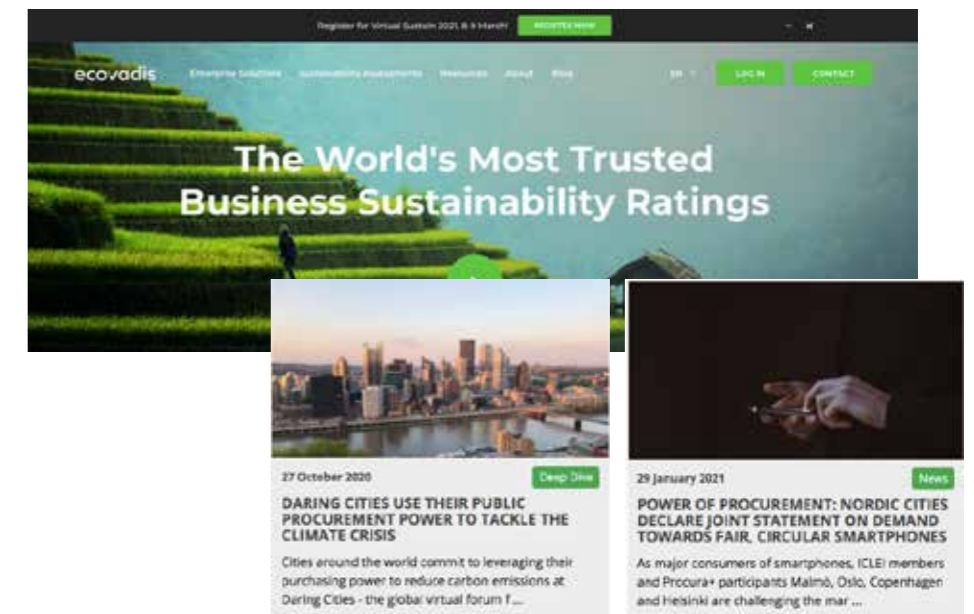 Register for Virtual Sustain 2021, 8-9 March! REGISTER NOW
ecovadis Enterprise Solutions Sustainability Assessments Resources About Blog EN LOG IN CONTACT
The World's Most Trusted
Business Sustainability Ratings
27 October 2020 Deep Dive
DARING CITIES USE THEIR PUBLIC
PROCUREMENT POWER TO TACKLE THE
CLIMATE CRISIS
Cities around the world commit to leveraging their
purchasing power to reduce carbon emissions at
Daring Cities - the global virtual forum f ...
29 January 2021 News
POWER OF PROCUREMENT: NORDIC CITIES
DECLARE JOINT STATEMENT ON DEMAND
TOWARDS FAIR, CIRCULAR SMARTPHONES
As major consumers of smartphones, ICLEI members
and Procura+ participants Malmö, Oslo, Copenhagen
and Helsinki are challenging the mar ...